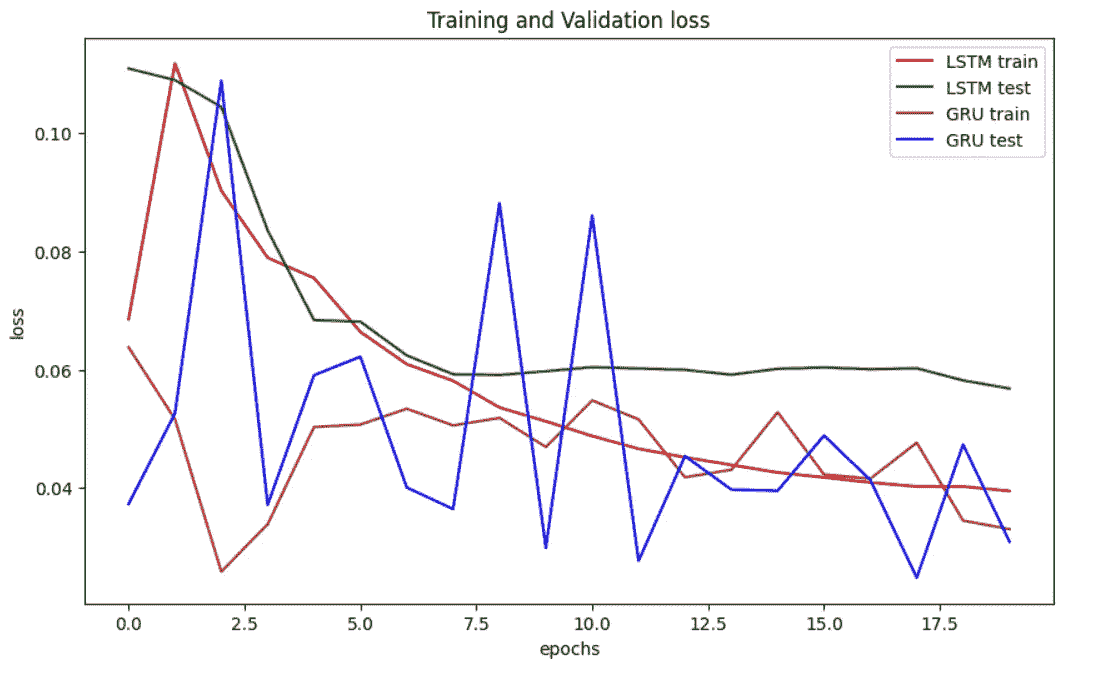 Training and Validation loss
LSTM train
LSTM test
GRU train
GRU test
0.10
0.08
0.06
0.04
loss
0.0 2.5 5.0 7.5 10.0 12.5 15.0 17.5
epochs